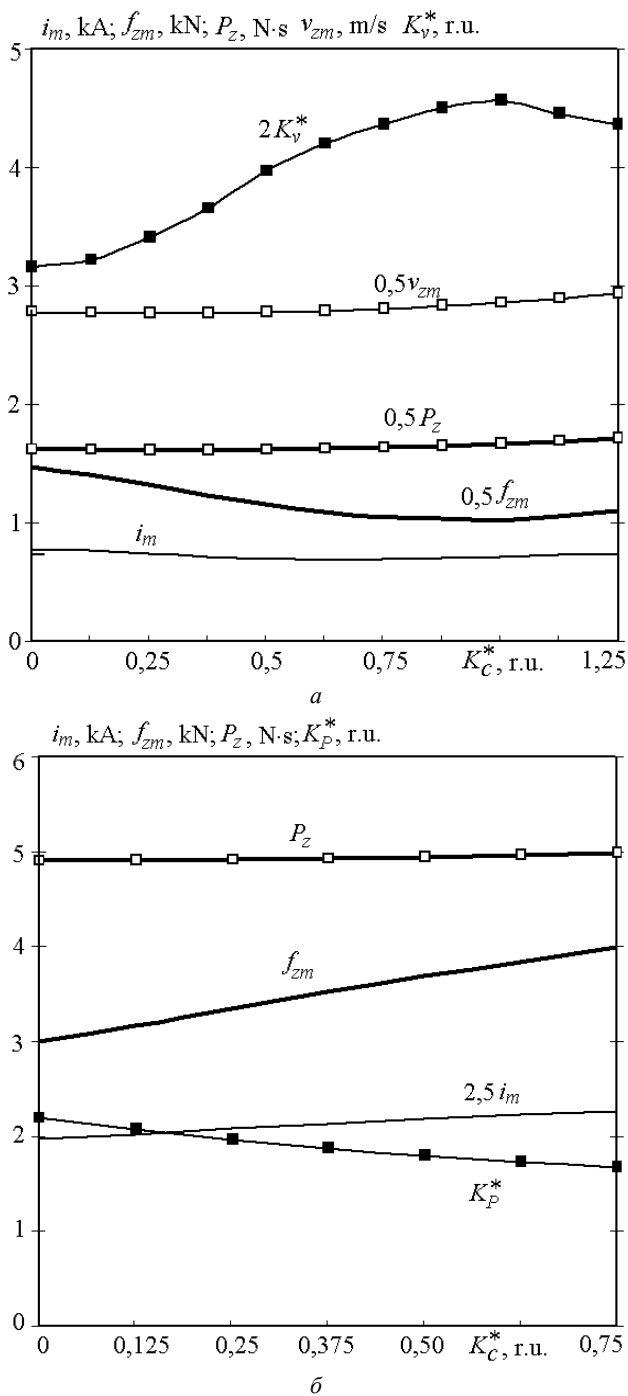 i_m, kA; f_zm, kN; P_z, N·s v_zm, m/s K_v^*, r.u.
5
2K_v^*
4
0,5v_zm
3
2
0,5P_z
0,5f_zm
1
i_m
0
0 0,25 0,5 0,75 K_C^*, r.u. 1,25
а
i_m, kA; f_zm, kN; P_z, N·s; K_P^*, r.u.
6
P_z
5
4
f_zm
3
2,5i_m
2
K_P^*
1
0
0 0,125 0,25 0,375 0,50 K_C^*, r.u. 0,75
б